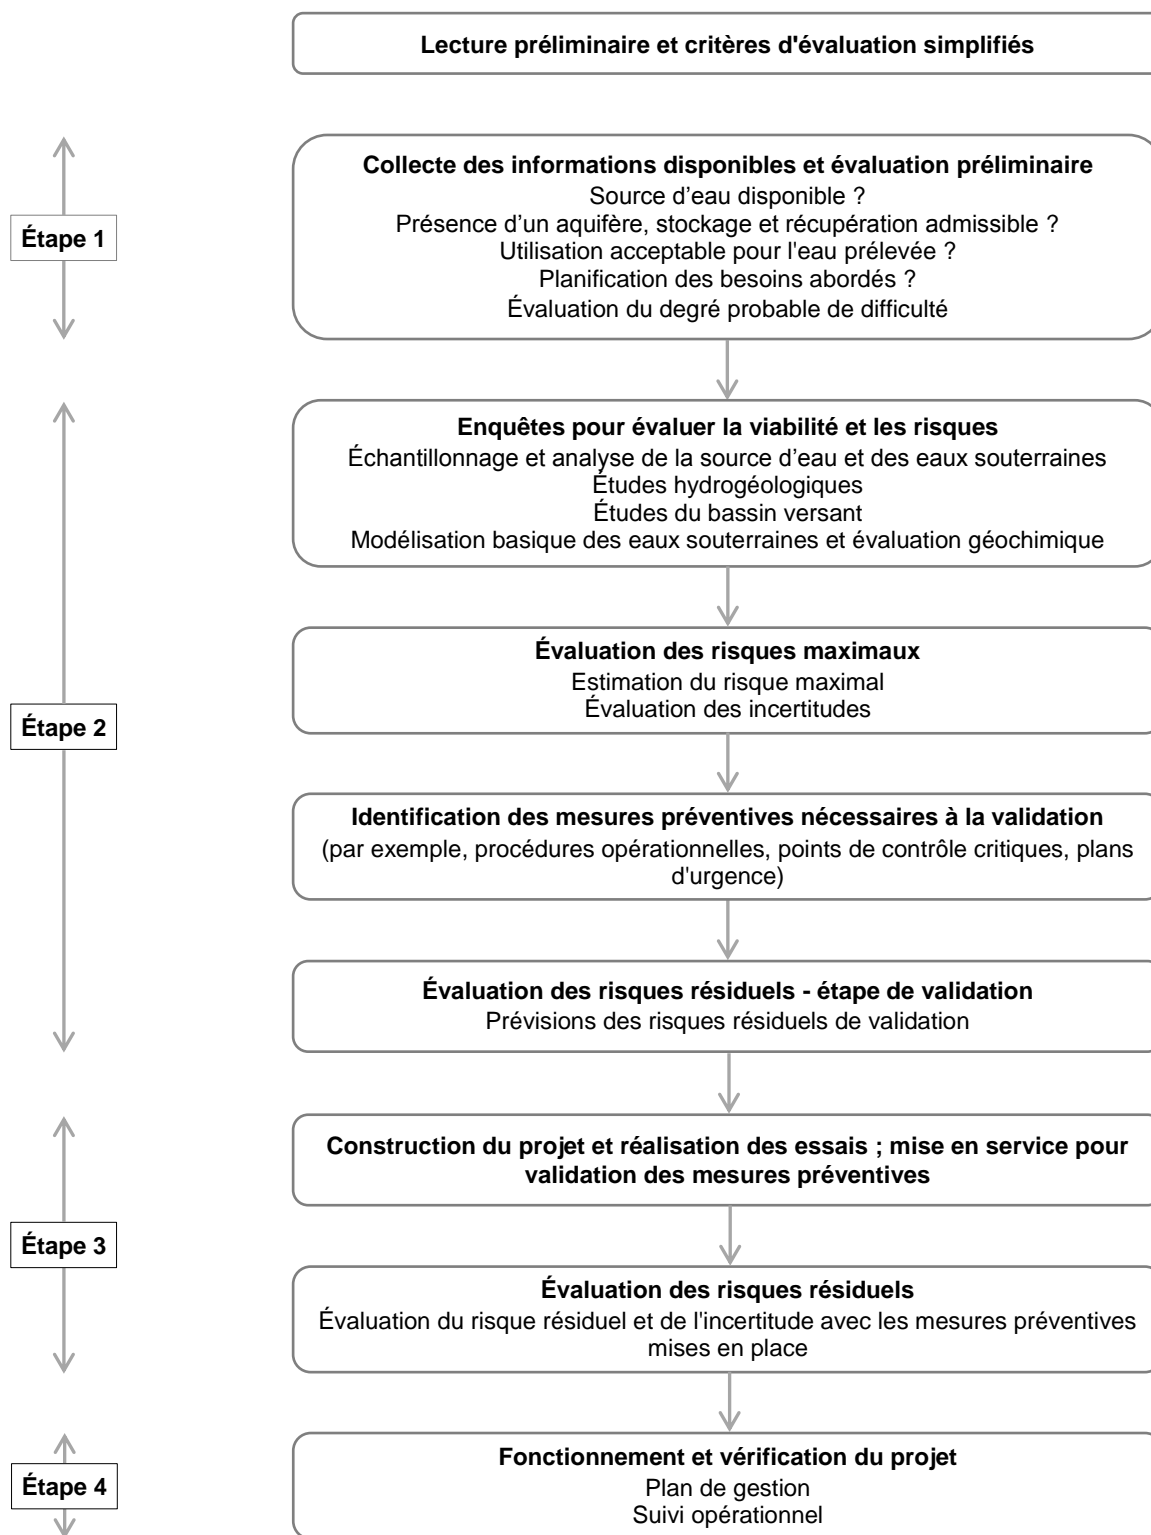 Lecture préliminaire et critères d'évaluation simplifiés
Étape 1
Collecte des informations disponibles et évaluation préliminaire
Source d’eau disponible ?
Présence d’un aquifère, stockage et récupération admissible ?
Utilisation acceptable pour l'eau prélevée ?
Planification des besoins abordés ?
Évaluation du degré probable de difficulté
Étape 2
Enquêtes pour évaluer la viabilité et les risques
Échantillonnage et analyse de la source d'eau et des eaux souterraines
Études hydrogéologiques
Études du bassin versant
Modélisation basique des eaux souterraines et évaluation géochimique
Évaluation des risques maximaux
Estimation du risque maximal
Évaluation des incertitudes
Identification des mesures préventives nécessaires à la validation
(par exemple, procédures opérationnelles, points de contrôle critiques, plans
d'urgence)
Évaluation des risques résiduels - étape de validation
Prévisions des risques résiduels de validation
Étape 3
Construction du projet et réalisation des essais ; mise en service pour
validation des mesures préventives
Évaluation des risques résiduels
Évaluation du risque résiduel et de l'incertitude avec les mesures préventives
mises en place
Étape 4
Fonctionnement et vérification du projet
Plan de gestion
Suivi opérationnel